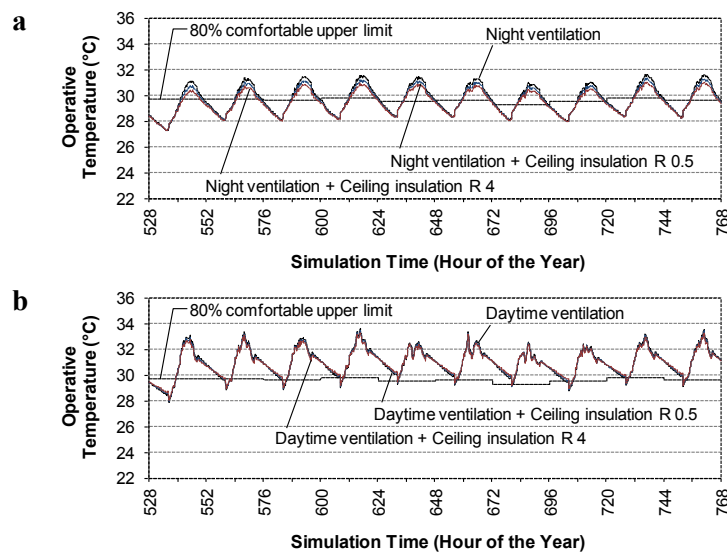 a
36
34
32
30
28
26
24
22
Operative
Temperature (°C)
80% comfortable upper limit
Night ventilation
Night ventilation + Ceiling insulation R 0.5
Night ventilation + Ceiling insulation R 4
528
552
576
600
624
648
672
696
720
744
768
Simulation Time (Hour of the Year)
b
36
34
32
30
28
26
24
22
Operative
Temperature (°C)
80% comfortable upper limit
Daytime ventilation
Daytime ventilation + Ceiling insulation R 0.5
Daytime ventilation + Ceiling insulation R 4
528
552
576
600
624
648
672
696
720
744
768
Simulation Time (Hour of the Year)